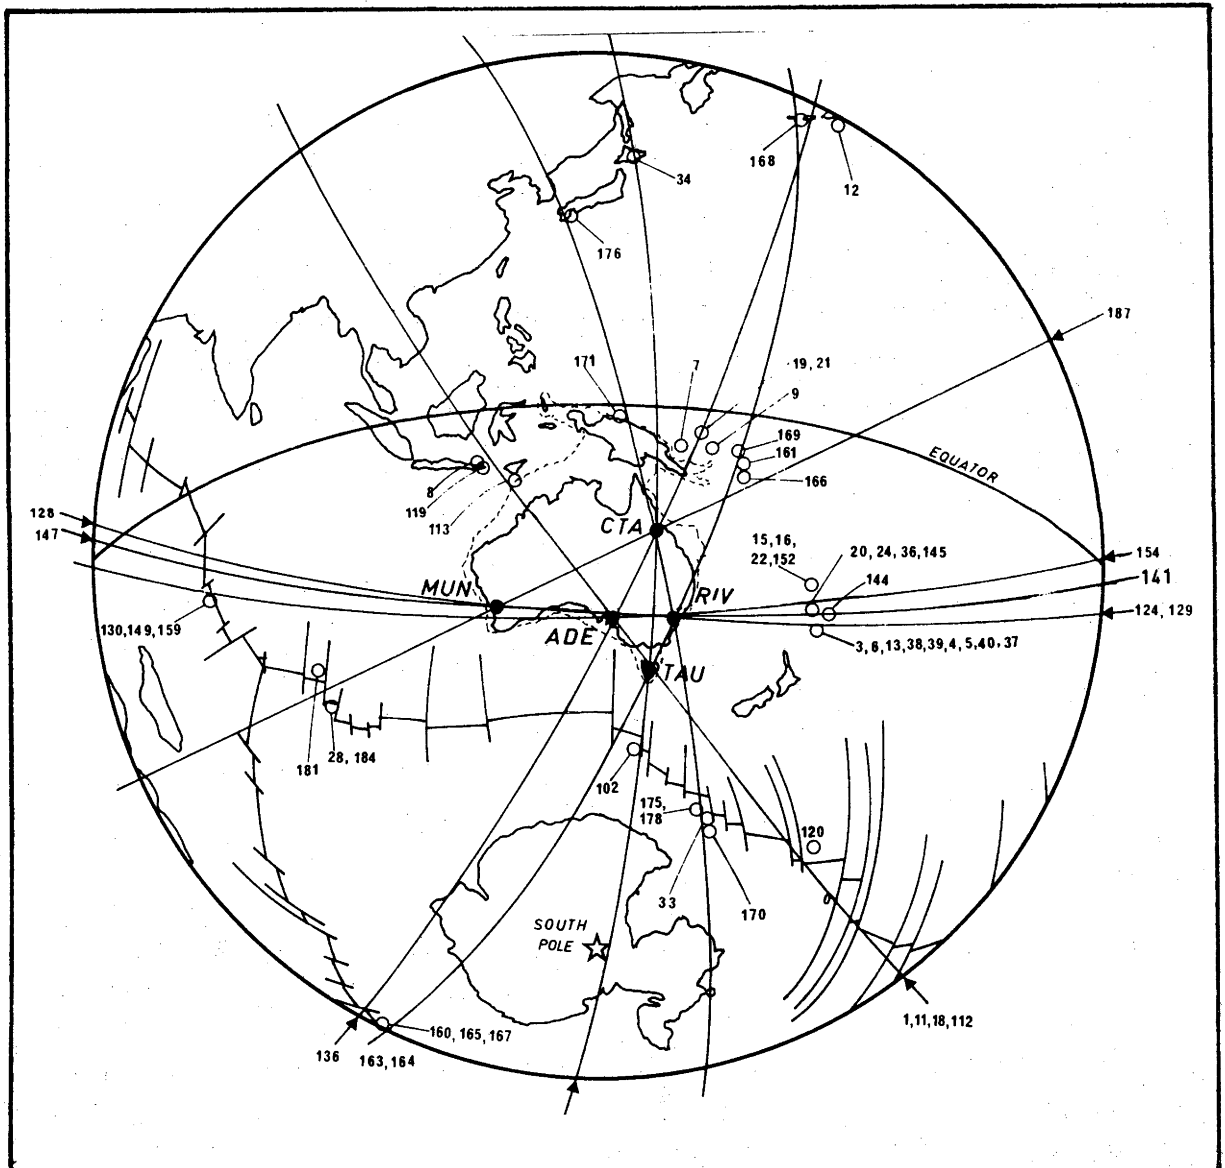 168
12
34
176
187
171
7
19, 21
9
169
161
166
EQUATOR
8
119
113
128
147
CTA
15, 16,
22, 152
20, 24, 36, 145
144
154
141
124, 129
MUN
RIV
ADE
TAU
130, 149, 159
3, 6, 13, 38, 39, 4, 5, 40, 37
181
28, 184
102
175,
178
120
33
170
SOUTH
POLE
1, 11, 18, 112
160, 165, 167
136
163, 164